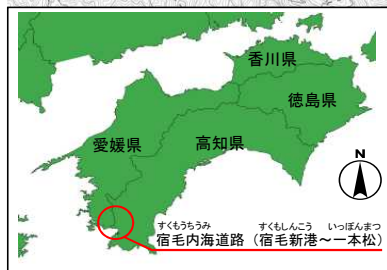 香川県
徳島県
愛媛県
高知県
N
すくもうちうみ すくもしんこう いっぽんまつ
宿毛内海道路（宿毛新港～一本松）